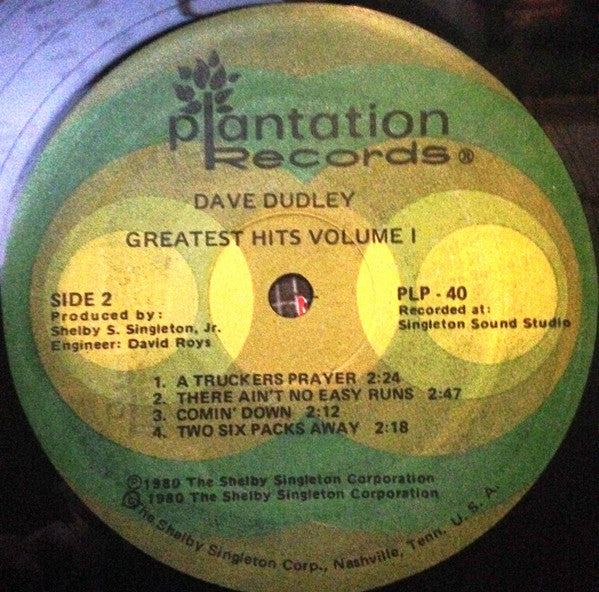 plantation
Records®
DAVE DUDLEY
GREATEST HITS VOLUME I
SIDE 2
Produced by:
Shelby S. Singleton, Jr.
Engineer: David Roys
PLP - 40
Recorded at:
Singleton Sound Studio
1. A TRUCKERS PRAYER 2:24
2. THERE AIN'T NO EASY RUNS 2:47
3. COMIN' DOWN 2:12
4. TWO SIX PACKS AWAY 2:18
℗1980 The Shelby Singleton Corporation
©1980 The Shelby Singleton Corporation
The Shelby Singleton Corp., Nashville, Tenn. U. S. A.